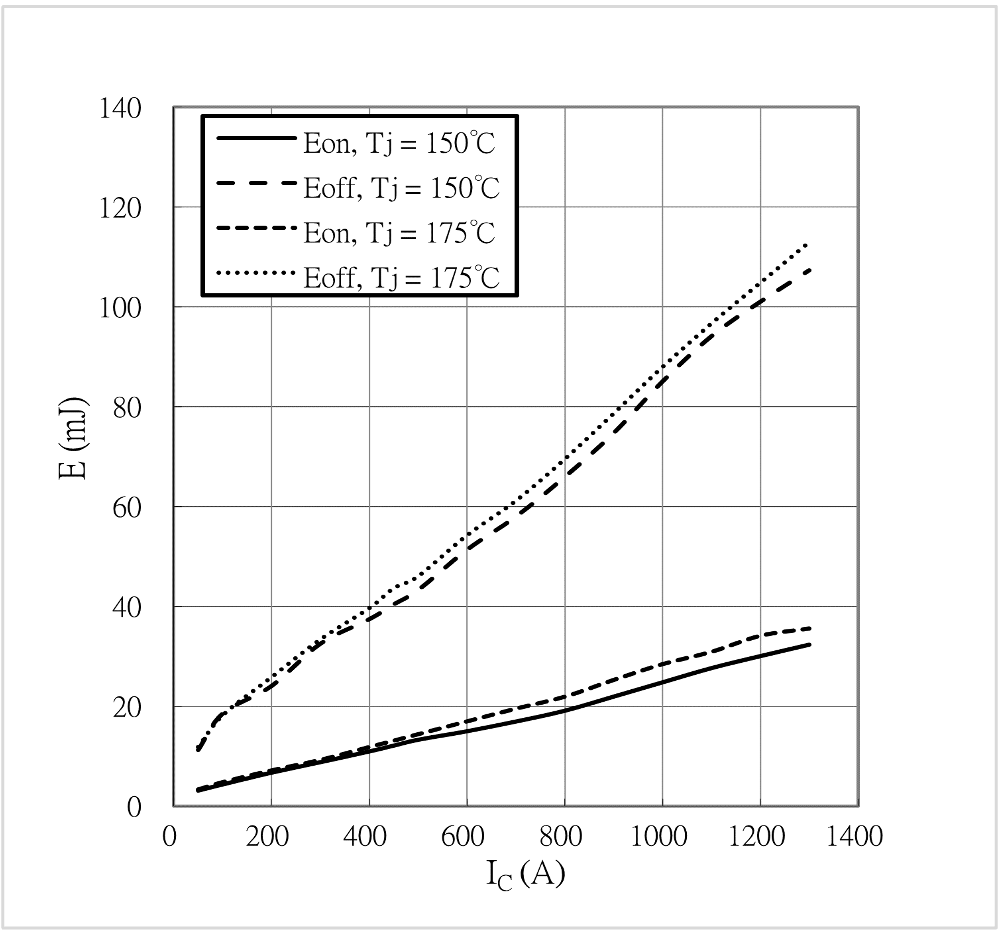 140
120
100
80
60
40
20
0
E (mJ)
Eon, Tj = 150℃
Eoff, Tj = 150℃
Eon, Tj = 175℃
Eoff, Tj = 175℃
0 200 400 600 800 1000 1200 1400
I_C (A)